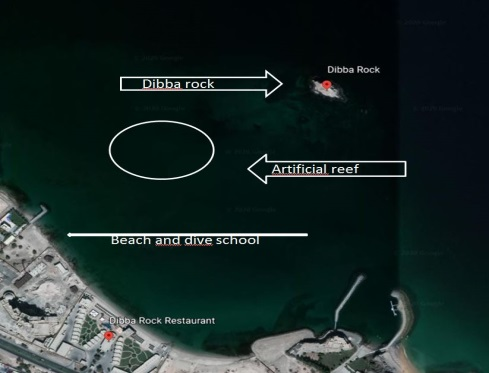 Dibba Rock
Dibba rock
Artificial reef
Beach and dive school
Dibba Rock Restaurant